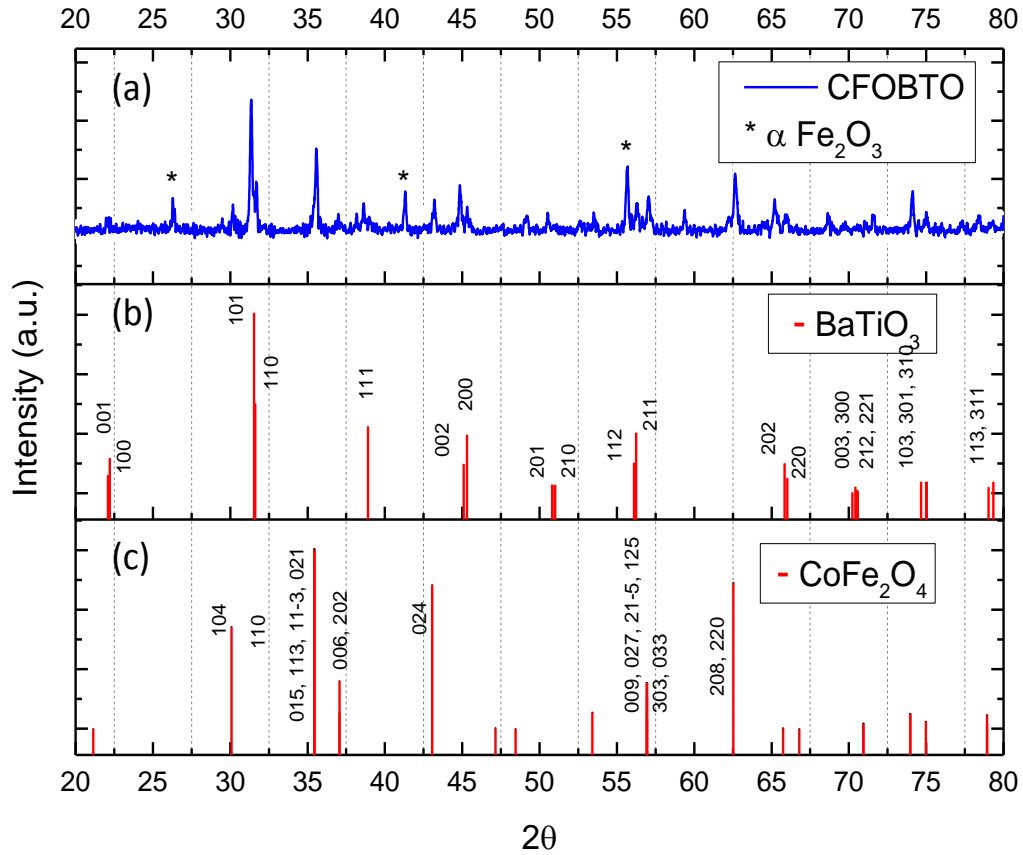 20 25 30 35 40 45 50 55 60 65 70 75 80
(a)
CFOBTO
* α Fe₂O₃
* * *
Intensity (a.u.)
(b)
BaTiO₃
001
100
101
110
111
002
200
201
210
112
211
202
220
003, 300
212, 221
103, 301, 310
113, 311
(c)
CoFe₂O₄
104
110
015, 113, 11-3, 021
006, 202
024
009, 027, 21-5, 125
303, 033
208, 220
20 25 30 35 40 45 50 55 60 65 70 75 80
2θ